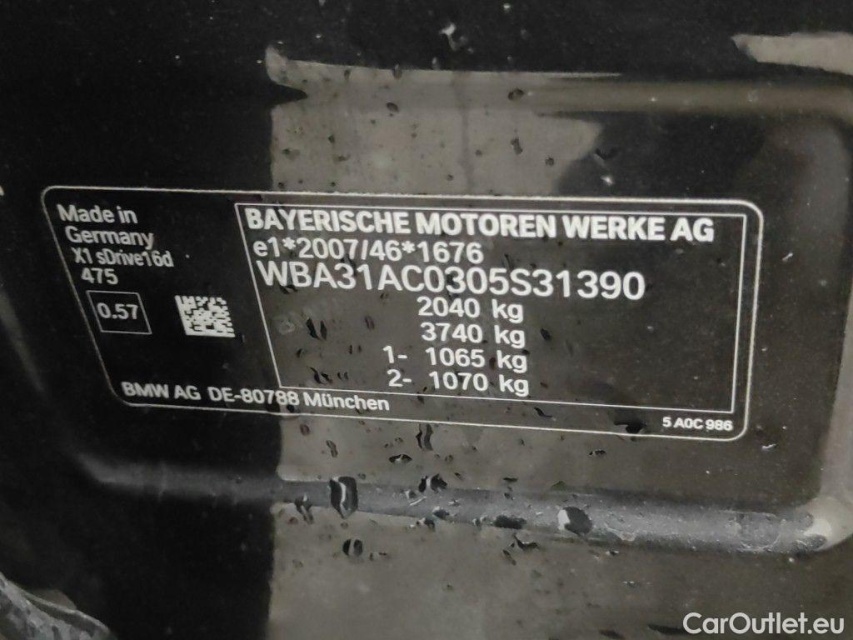 Made in
Germany
X1 sDrive16d
475
0.57
BAYERISCHE MOTOREN WERKE AG
e1*2007/46*1676
WBA31AC0305S31390
2040 kg
3740 kg
1- 1065 kg
2- 1070 kg
BMW AG DE-80788 München
5 A0C 986
CarOutlet.eu